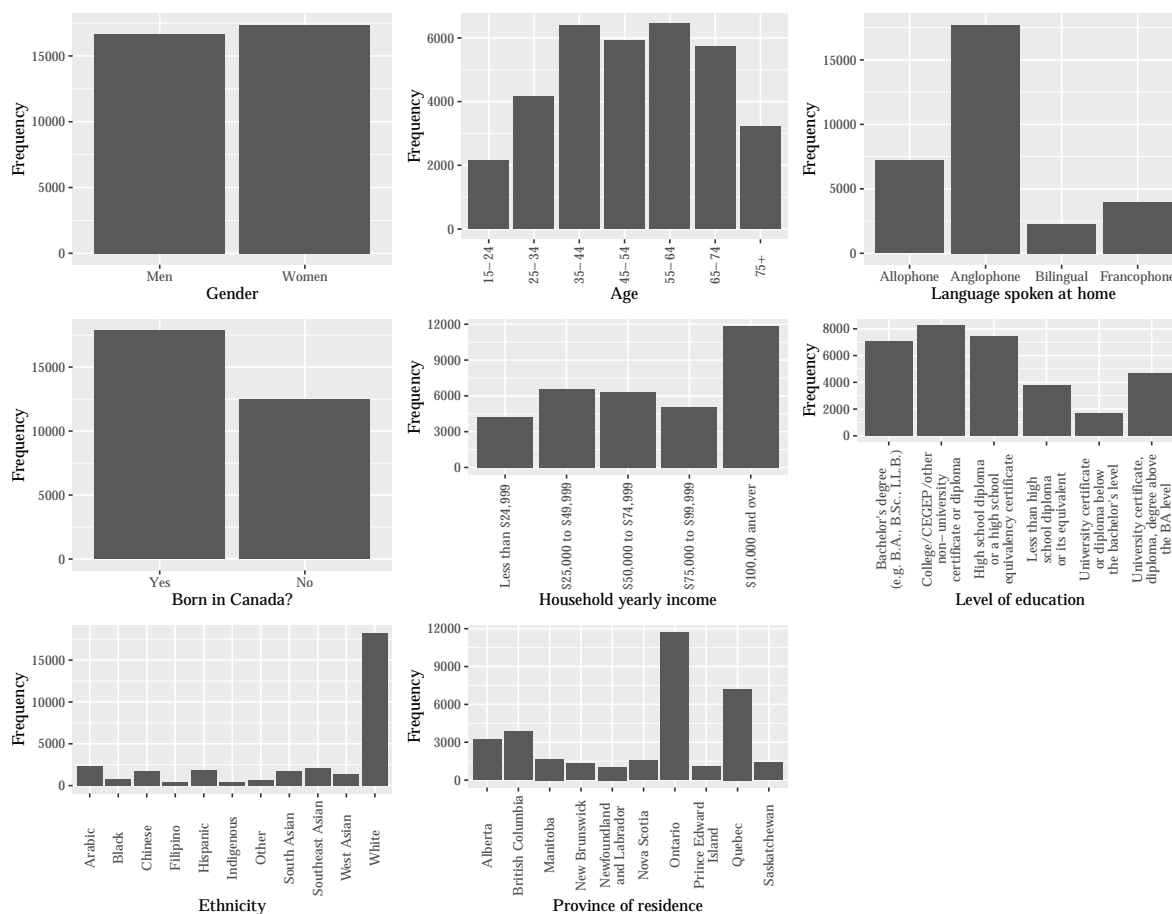 Frequency
15000
10000
5000
0
Men
Women
Gender
Frequency
6000
4000
2000
0
15−24
25−34
35−44
45−54
55−64
65−74
75+
Age
Frequency
15000
10000
5000
0
Allophone
Anglophone
Bilingual
Francophone
Language spoken at home
Frequency
15000
10000
5000
0
Yes
No
Born in Canada?
Frequency
12000
9000
6000
3000
0
Less than $24,999
$25,000 to $49,999
$50,000 to $74,999
$75,000 to $99,999
$100,000 and over
Household yearly income
Frequency
8000
6000
4000
2000
0
Bachelor's degree
(e.g. B.A., B.Sc., LL.B.)
College/CEGEP/other
non−university
certificate or diploma
High school diploma
or a high school
equivalency certificate
Less than high
school diploma
or its equivalent
University certificate
or diploma below
the bachelor's level
University certificate,
diploma, degree above
the BA level
Level of education
Frequency
15000
10000
5000
0
Arabic
Black
Chinese
Filipino
Hispanic
Indigenous
Other
South Asian
Southeast Asian
West Asian
White
Ethnicity
Frequency
12000
9000
6000
3000
0
Alberta
British Columbia
Manitoba
New Brunswick
Newfoundland
and Labrador
Nova Scotia
Ontario
Prince Edward
Island
Quebec
Saskatchewan
Province of residence